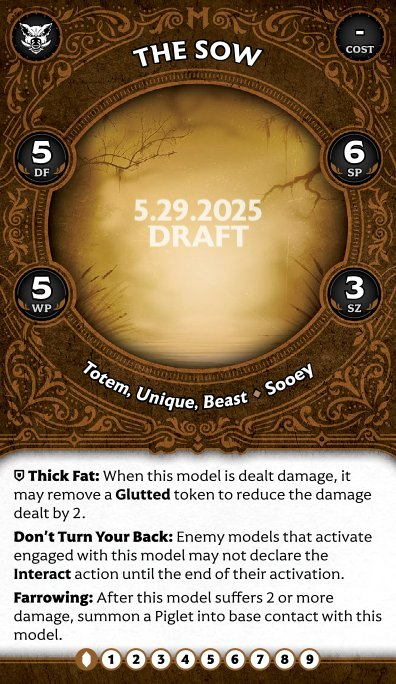 M
THE SOW
-
COST
5
DF
6
SP
5.29.2025
DRAFT
5
WP
3
SZ
Totem, Unique, Beast ⬥ Sooey
Thick Fat: When this model is dealt damage, it
may remove a Glutted token to reduce the damage
dealt by 2.
Don't Turn Your Back: Enemy models that activate
engaged with this model may not declare the
Interact action until the end of their activation.
Farrowing: After this model suffers 2 or more
damage, summon a Piglet into base contact with this
model.
1 2 3 4 5 6 7 8 9